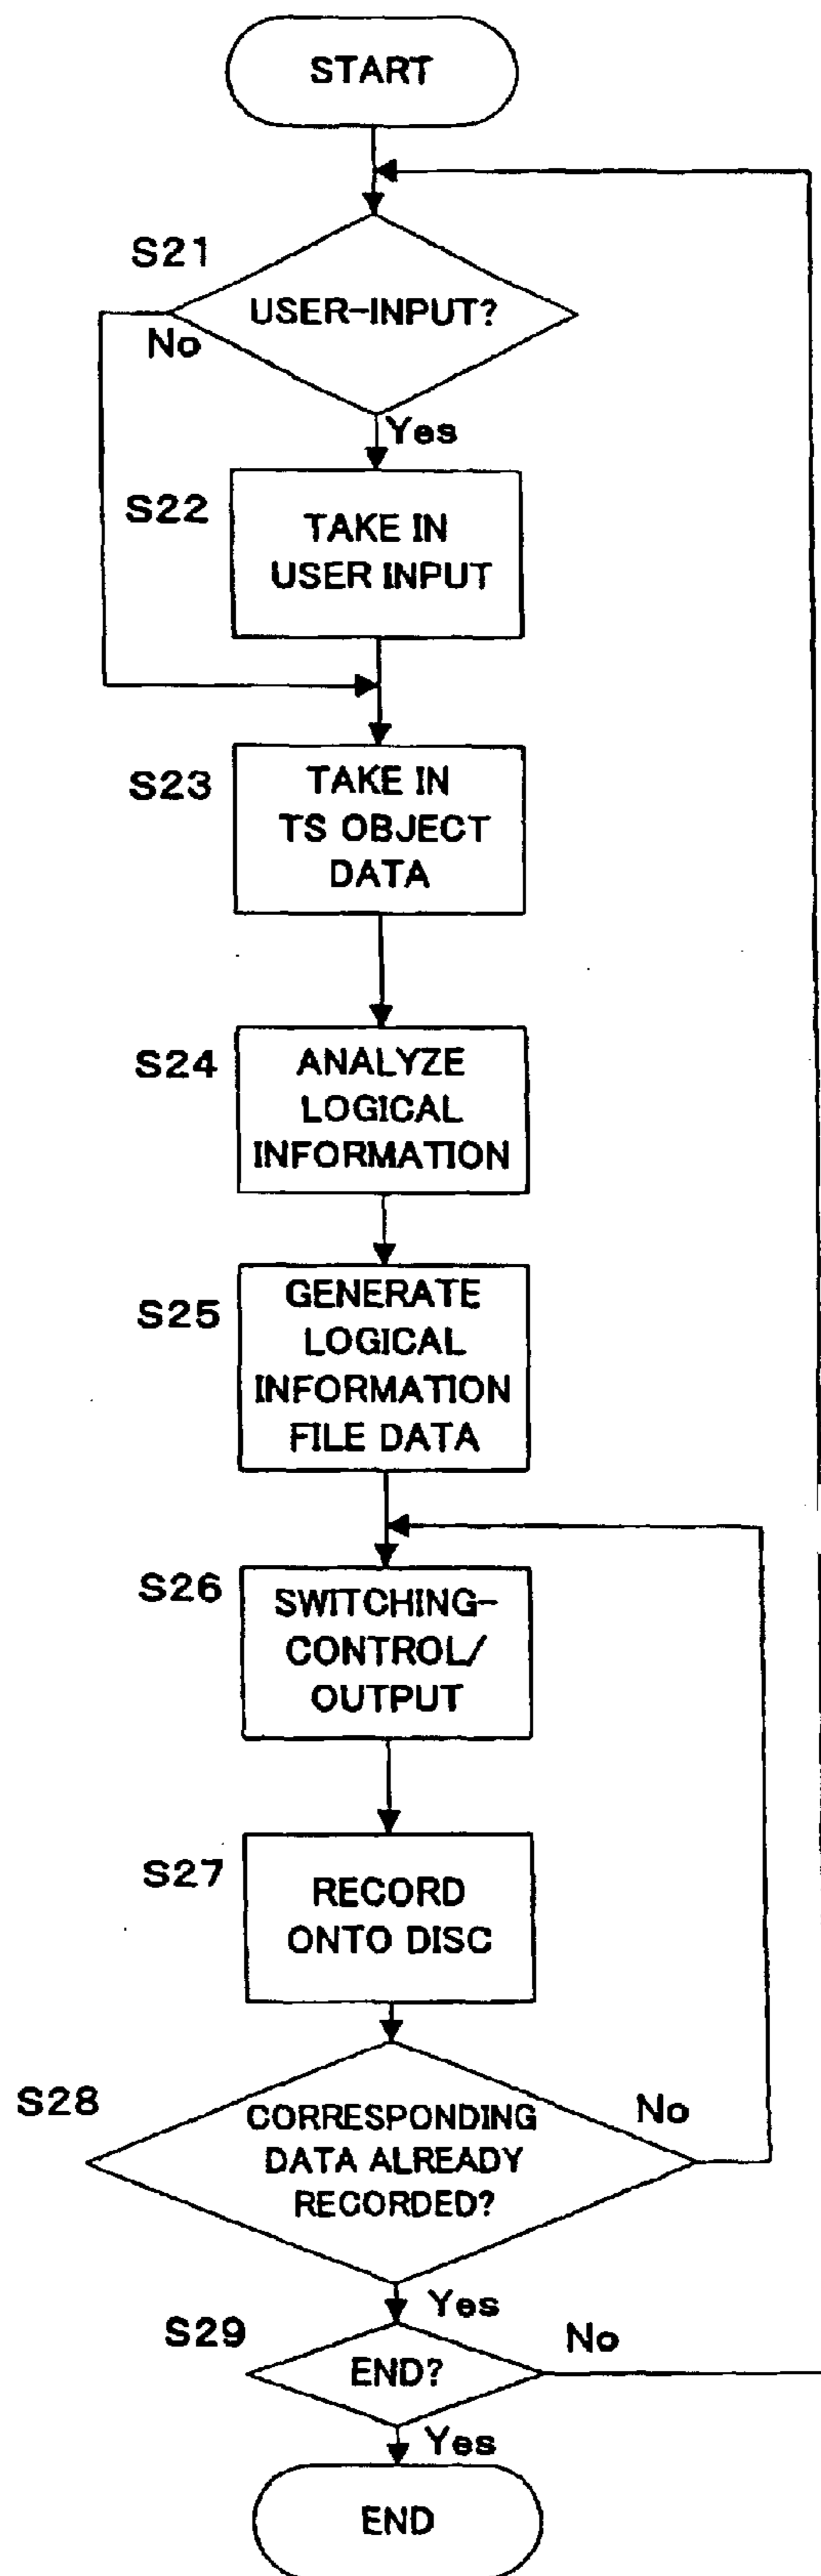 START
S21
USER-INPUT?
No
Yes
S22
TAKE IN
USER INPUT
S23
TAKE IN
TS OBJECT
DATA
S24
ANALYZE
LOGICAL
INFORMATION
S25
GENERATE
LOGICAL
INFORMATION
FILE DATA
S26
SWITCHING-
CONTROL/
OUTPUT
S27
RECORD
ONTO DISC
S28
No
CORRESPONDING
DATA ALREADY
RECORDED?
Yes
S29
No
END?
Yes
END